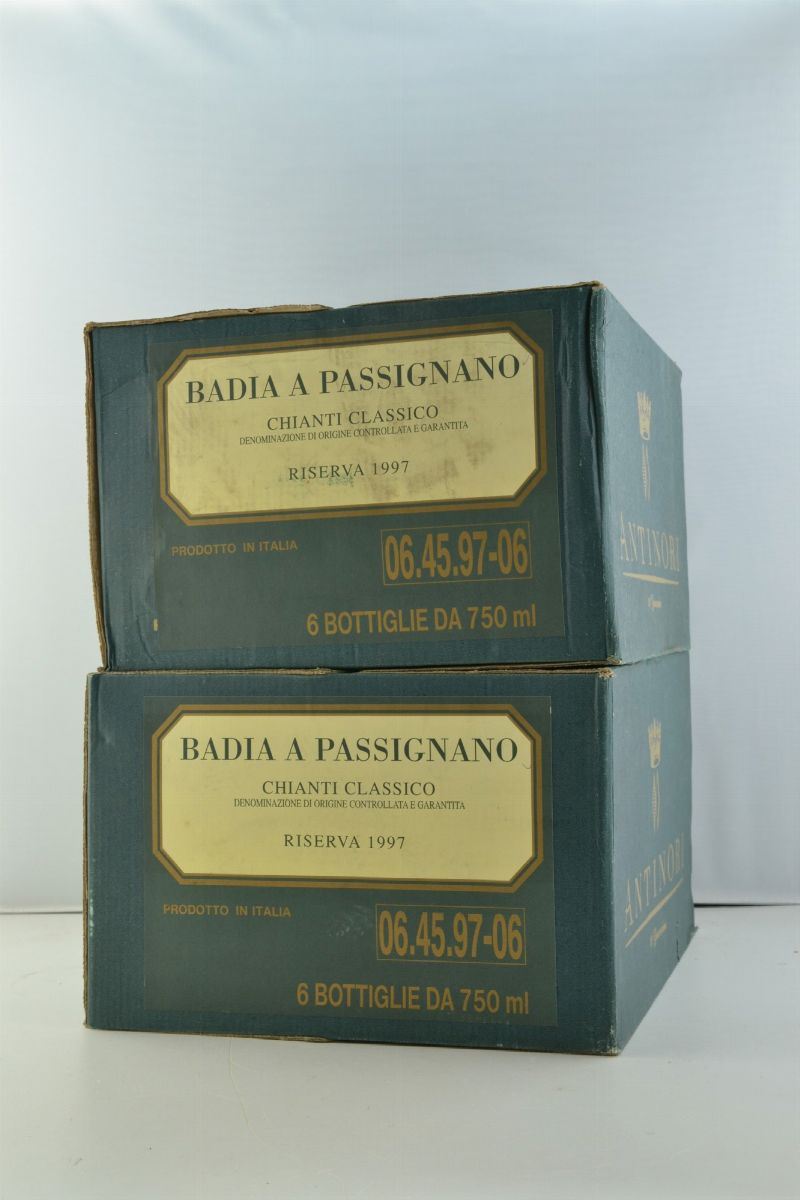 BADIA A PASSIGNANO
CHIANTI CLASSICO
DENOMINAZIONE DI ORIGINE CONTROLLATA E GARANTITA
RISERVA 1997
PRODOTTO IN ITALIA
06.45.97-06
6 BOTTIGLIE DA 750 ml
ANTINORI
BADIA A PASSIGNANO
CHIANTI CLASSICO
DENOMINAZIONE DI ORIGINE CONTROLLATA E GARANTITA
RISERVA 1997
PRODOTTO IN ITALIA
06.45.97-06
6 BOTTIGLIE DA 750 ml
ANTINORI